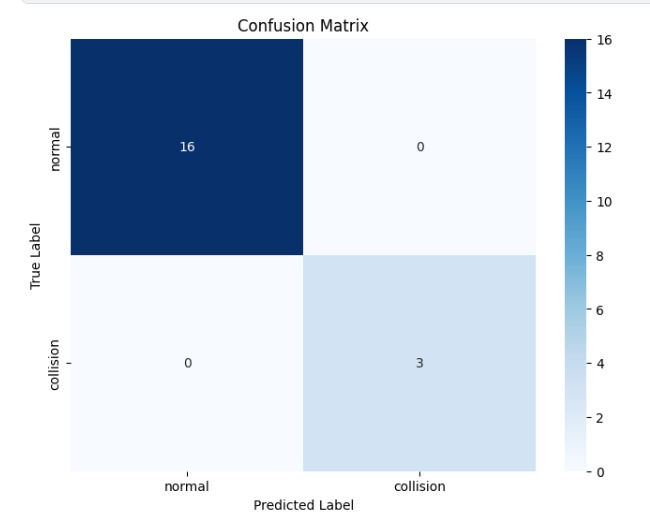 Confusion Matrix
16
14
12
10
8
6
4
2
0
normal
collision
True Label
16
0
0
3
normal
collision
Predicted Label